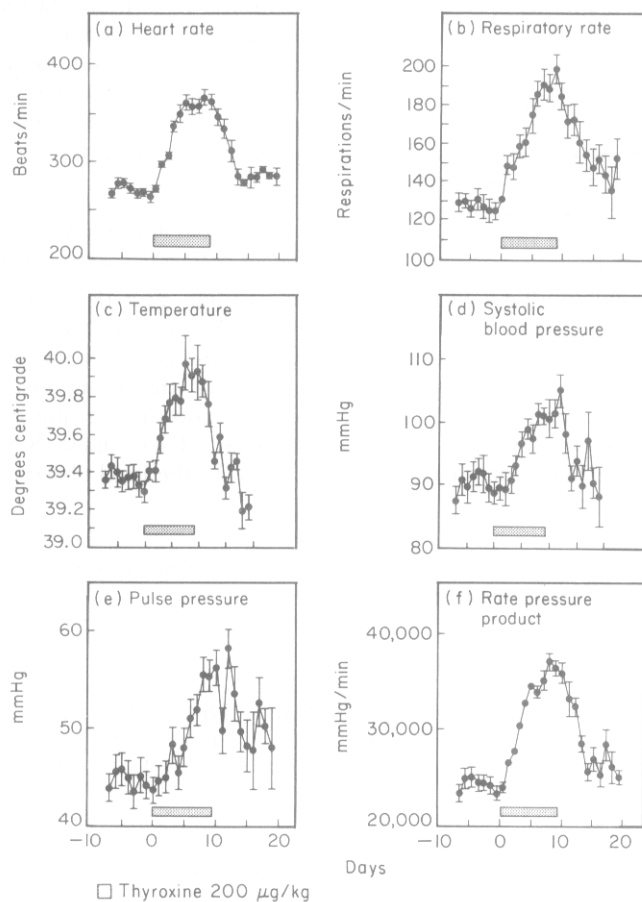 (a) Heart rate
400
300
200
Beats/min
(b) Respiratory rate
200
180
160
150
140
120
100
Respirations/min
(c) Temperature
40.0
39.8
39.6
39.4
39.2
39.0
Degrees centigrade
(d) Systolic
blood pressure
110
100
90
80
mmHg
(e) Pulse pressure
60
50
40
mmHg
-10 0 10 20
(f) Rate pressure
product
40,000
30,000
20,000
mmHg/min
-10 0 10 20
Days
Thyroxine 200 µg/kg